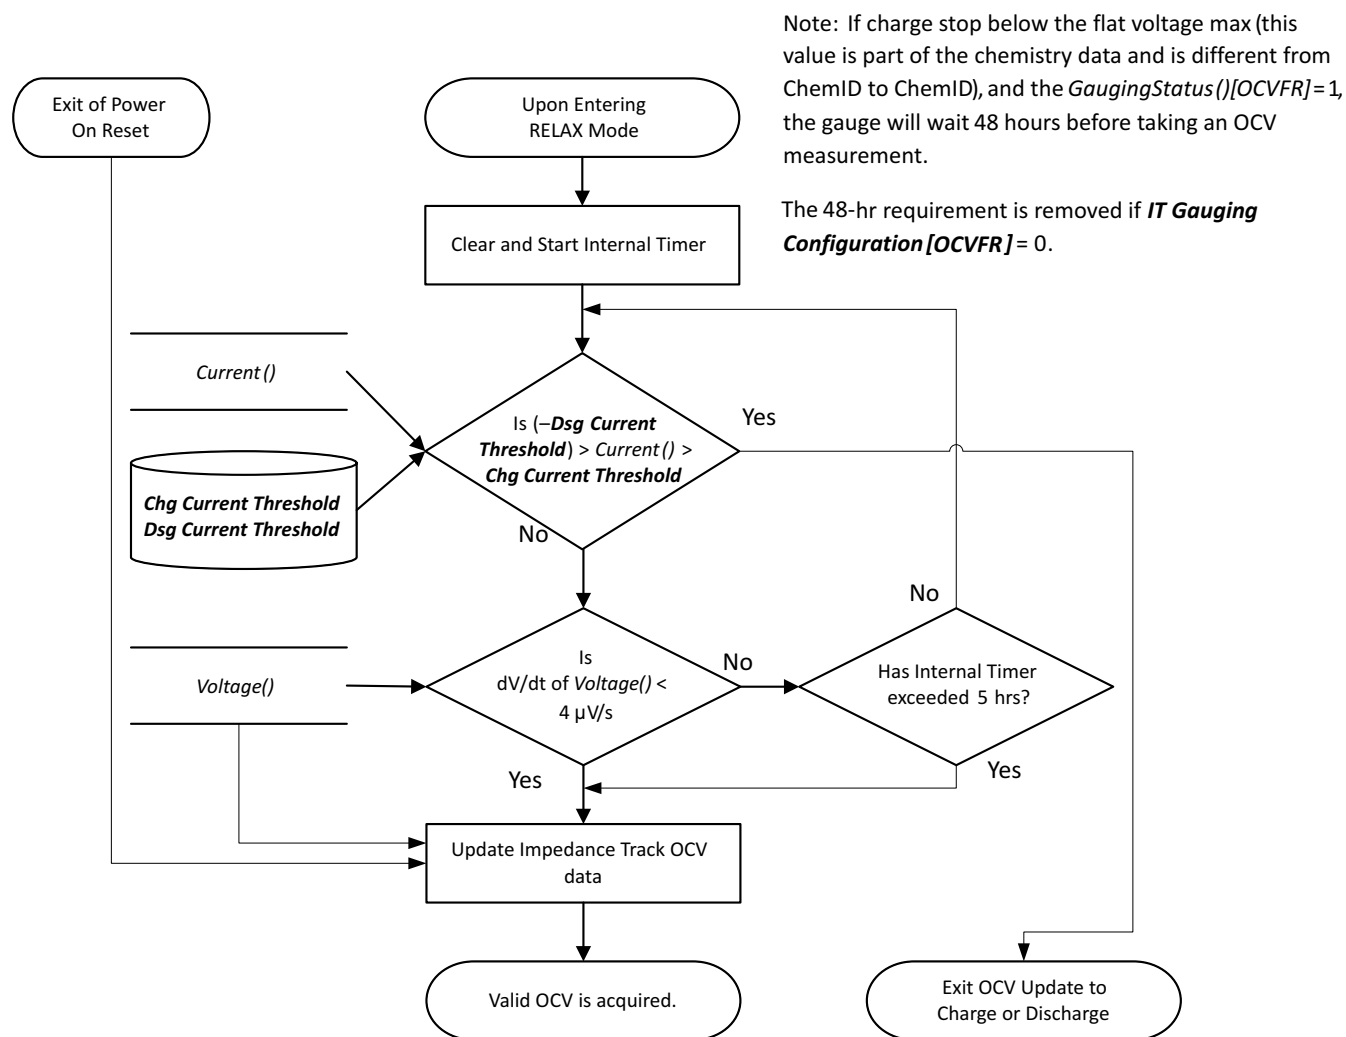 Note: If charge stop below the flat voltage max (this
value is part of the chemistry data and is different from
ChemID to ChemID), and the GaugingStatus()[OCVFR] = 1,
the gauge will wait 48 hours before taking an OCV
measurement.
The 48-hr requirement is removed if IT Gauging
Configuration [OCVFR] = 0.
Exit of Power
On Reset
Upon Entering
RELAX Mode
Clear and Start Internal Timer
Current ()
Chg Current Threshold
Dsg Current Threshold
Is (–Dsg Current
Threshold) > Current () >
Chg Current Threshold
Yes
No
Voltage()
Is
dV/dt of Voltage() <
4 µV/s
No
Yes
Has Internal Timer
exceeded 5 hrs?
No
Yes
Update Impedance Track OCV
data
Valid OCV is acquired.
Exit OCV Update to
Charge or Discharge